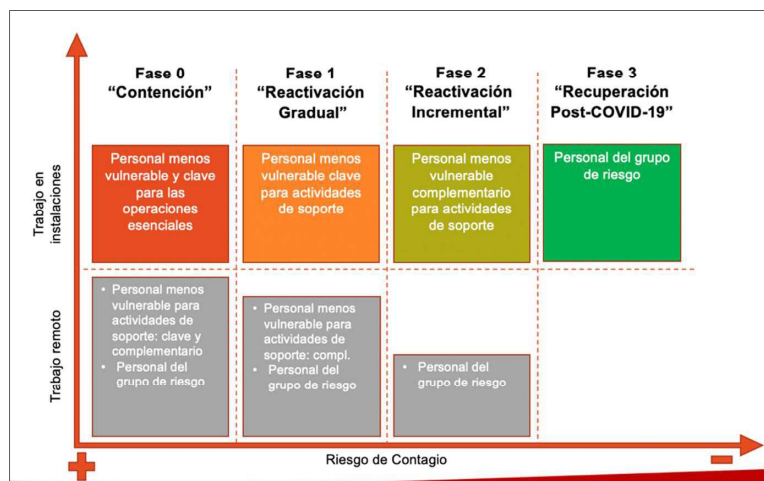 Fase 0
“Contención”
Fase 1
“Reactivación
Gradual”
Fase 2
“Reactivación
Incremental”
Fase 3
“Recuperación
Post-COVID-19”
Trabajo en
instalaciones
Personal menos
vulnerable y clave
para las
operaciones
esenciales
Personal menos
vulnerable clave
para actividades
de soporte
Personal menos
vulnerable
complementario
para actividades
de soporte
Personal del grupo
de riesgo
Trabajo remoto
• Personal menos
vulnerable para
actividades de
soporte: clave y
complementario
• Personal del
grupo de riesgo
• Personal menos
vulnerable para
actividades de
soporte: compl.
• Personal del
grupo de riesgo
• Personal del
grupo de riesgo
+
Riesgo de Contagio
-